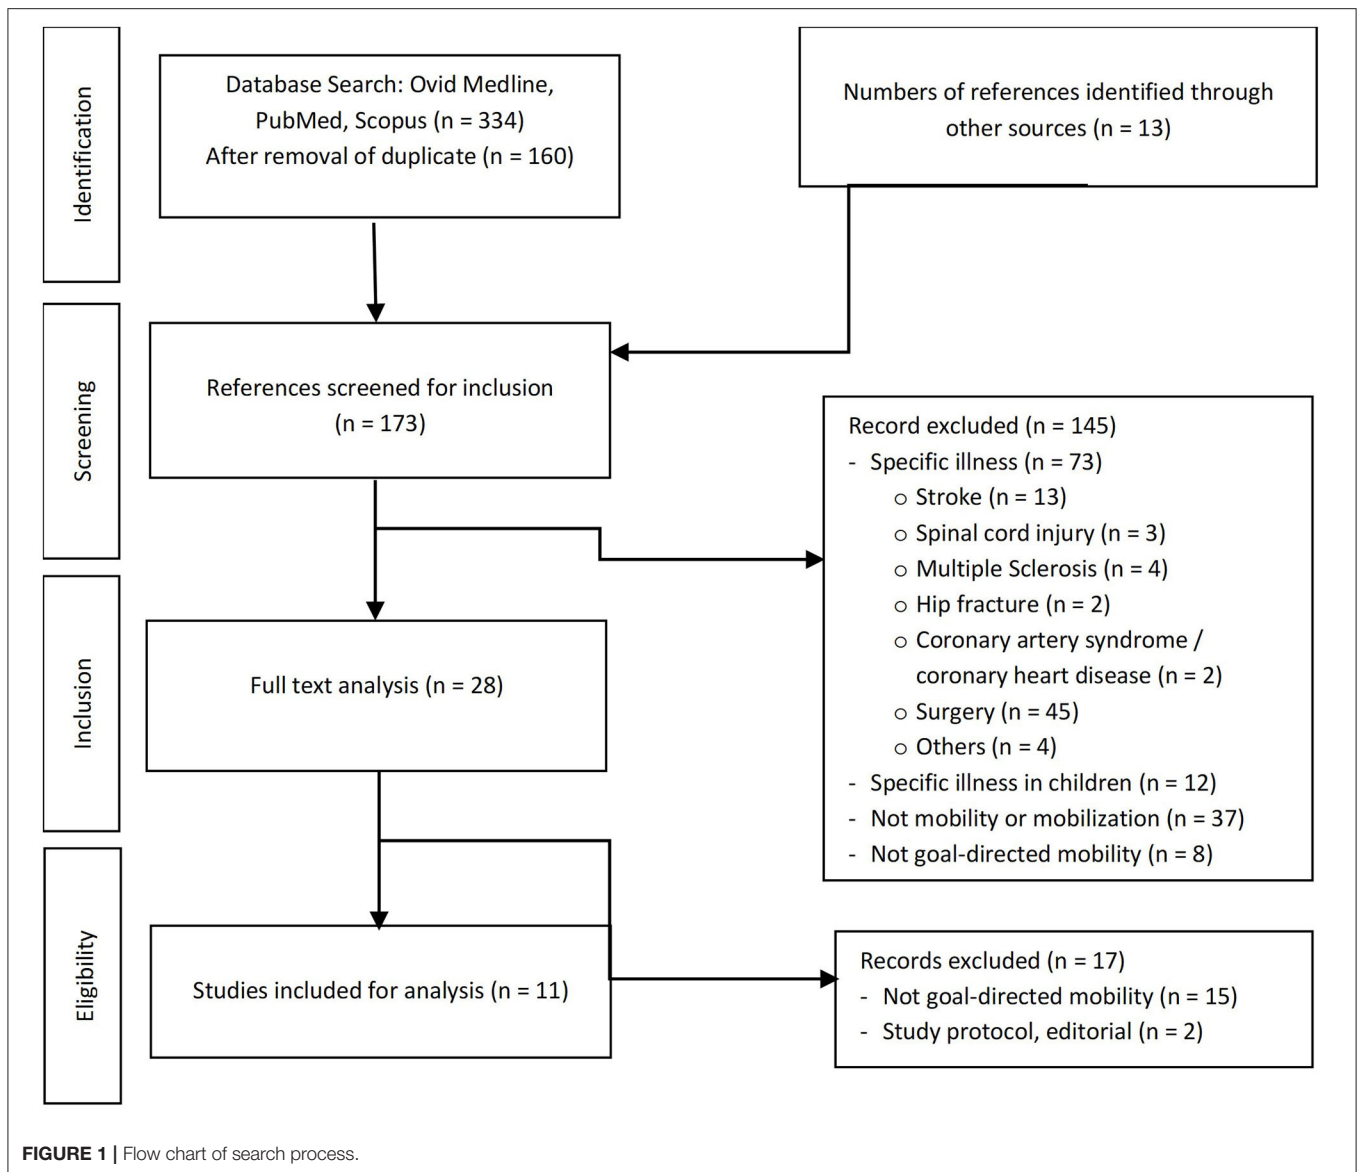 Identification
Database Search: Ovid Medline,
PubMed, Scopus (n = 334)
After removal of duplicate (n = 160)
Numbers of references identified through
other sources (n = 13)
Screening
References screened for inclusion
(n = 173)
Record excluded (n = 145)
- Specific illness (n = 73)
o Stroke (n = 13)
o Spinal cord injury (n = 3)
o Multiple Sclerosis (n = 4)
o Hip fracture (n = 2)
o Coronary artery syndrome /
coronary heart disease (n = 2)
o Surgery (n = 45)
o Others (n = 4)
- Specific illness in children (n = 12)
- Not mobility or mobilization (n = 37)
- Not goal-directed mobility (n = 8)
Inclusion
Full text analysis (n = 28)
Eligibility
Studies included for analysis (n = 11)
Records excluded (n = 17)
- Not goal-directed mobility (n = 15)
- Study protocol, editorial (n = 2)
FIGURE 1 | Flow chart of search process.